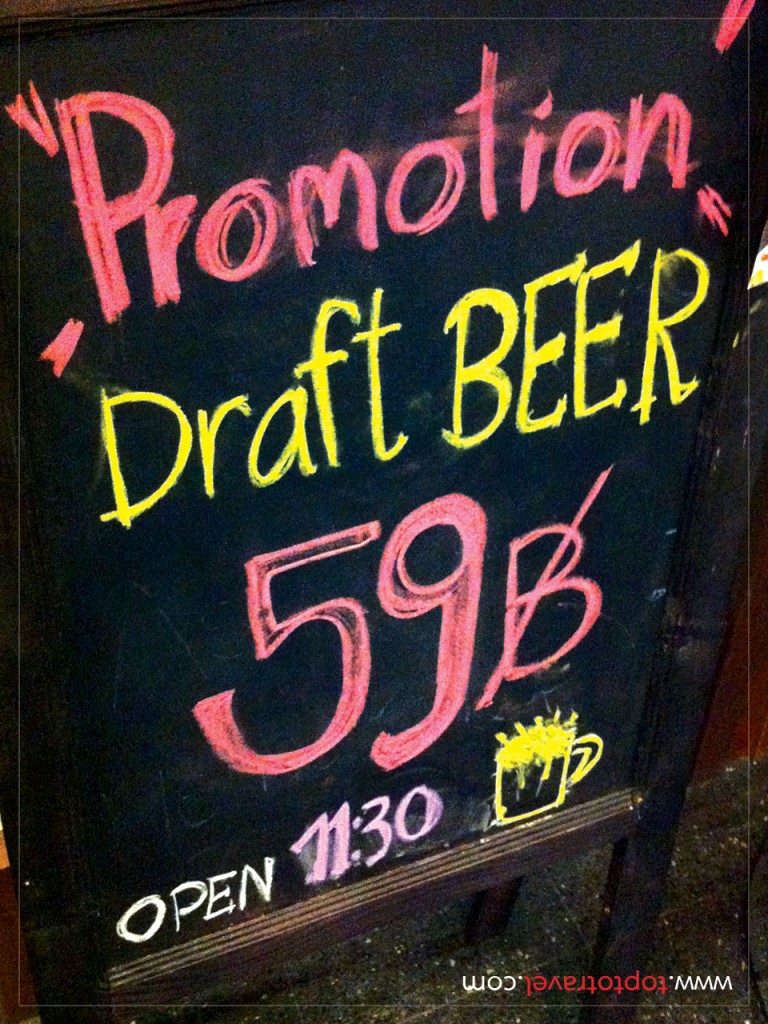 "Promotion"
Draft BEER
59฿
OPEN 11:30
www.toptotravel.com